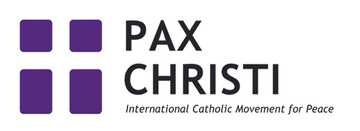 PAX
CHRISTI
International Catholic Movement for Peace